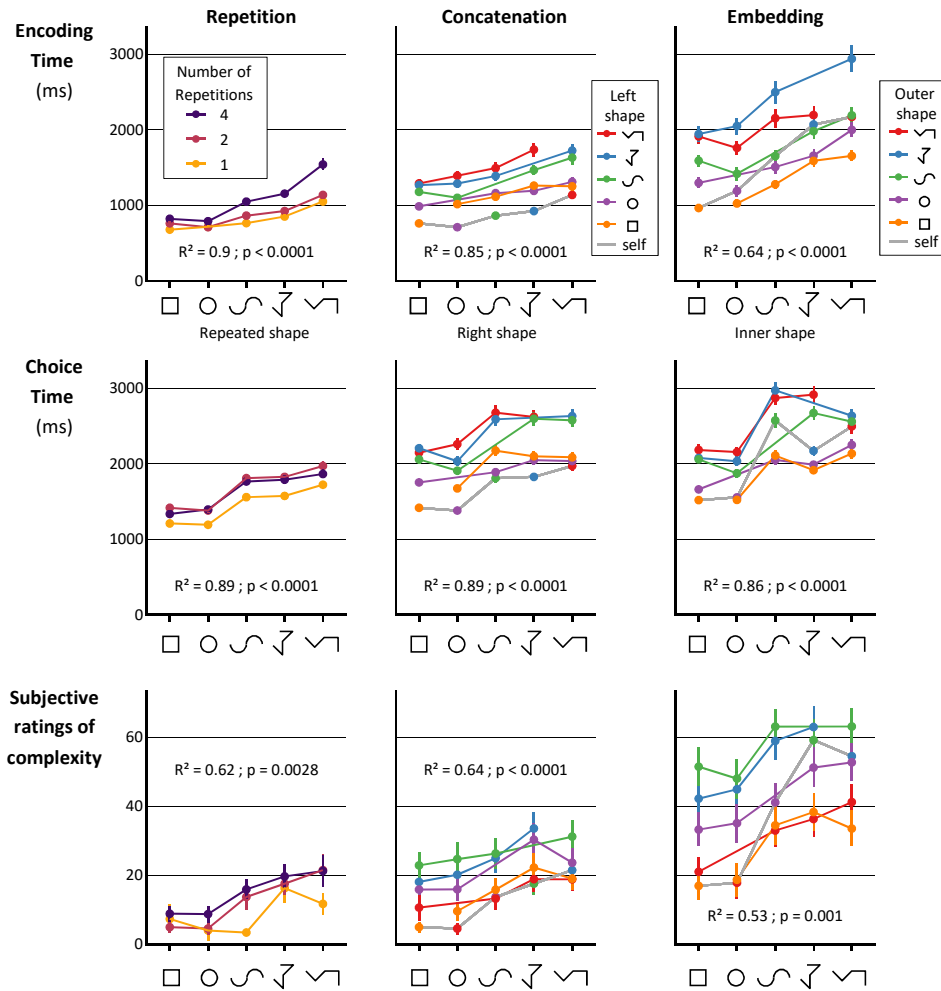 Repetition
Concatenation
Embedding
Encoding
Time
(ms)
3000
2000
1000
0
Number of
Repetitions
4
2
1
R² = 0.9 ; p < 0.0001
Repeated shape
R² = 0.85 ; p < 0.0001
Right shape
Left
shape
self
R² = 0.64 ; p < 0.0001
Inner shape
Outer
shape
self
Choice
Time
(ms)
3000
2000
1000
0
R² = 0.89 ; p < 0.0001
R² = 0.89 ; p < 0.0001
R² = 0.86 ; p < 0.0001
Subjective
ratings of
complexity
60
40
20
0
R² = 0.62 ; p = 0.0028
R² = 0.64 ; p < 0.0001
R² = 0.53 ; p = 0.001